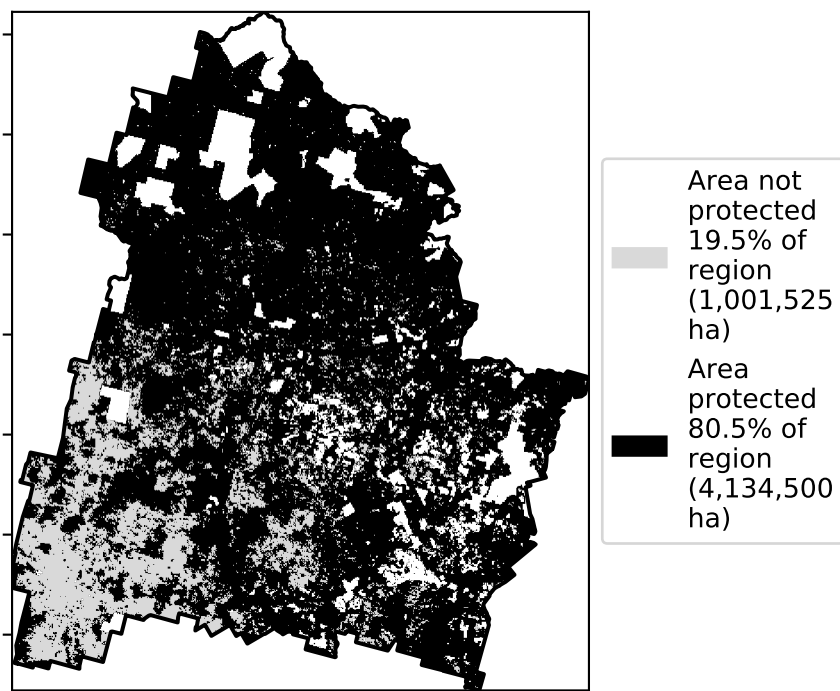 Area not
protected
19.5% of
region
(1,001,525
ha)
Area
protected
80.5% of
region
(4,134,500
ha)